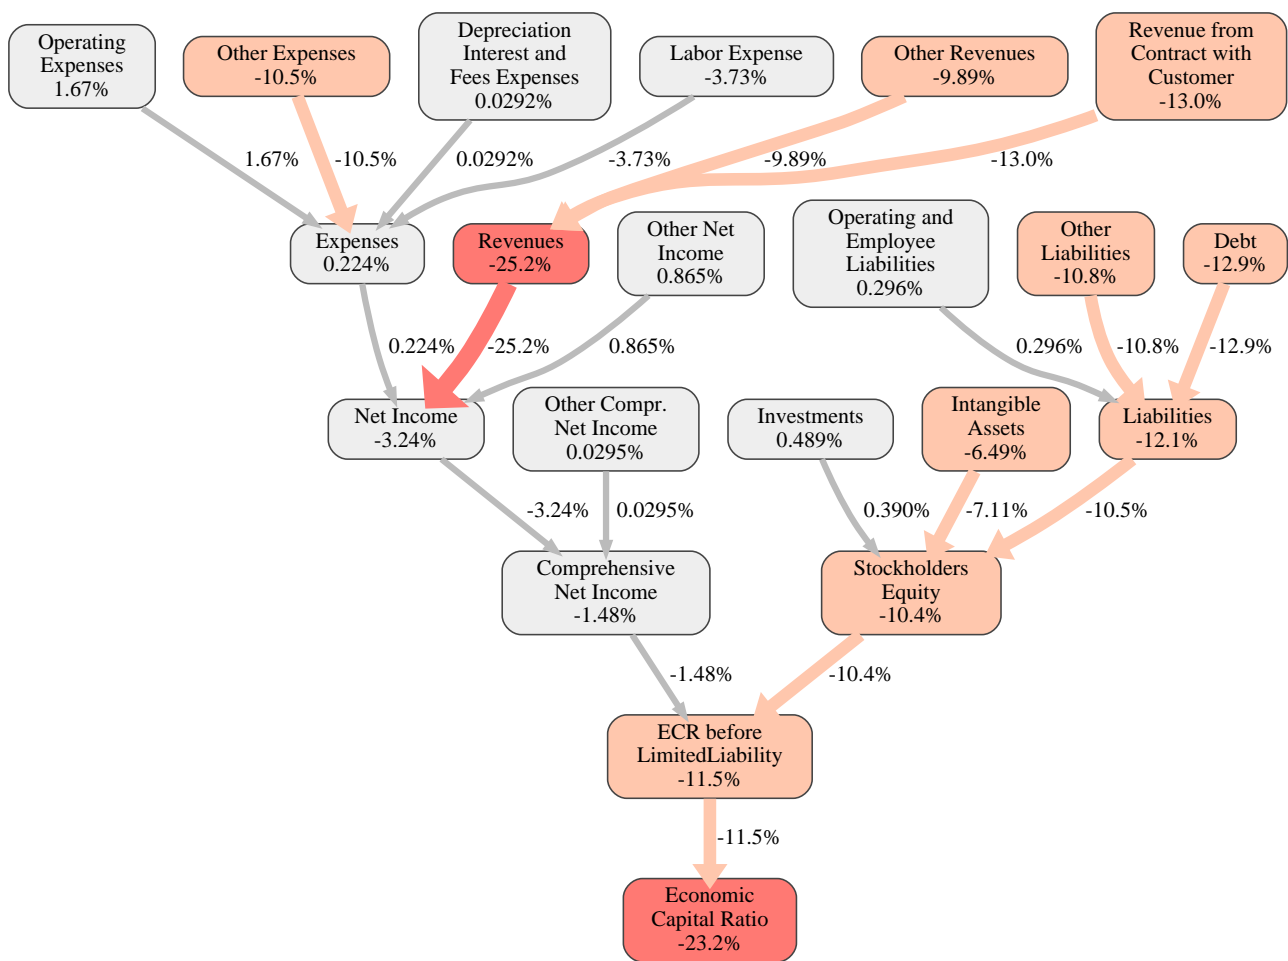 Operating
Expenses
1.67%
Other Expenses
-10.5%
Depreciation
Interest and
Fees Expenses
0.0292%
Labor Expense
-3.73%
Other Revenues
-9.89%
Revenue from
Contract with
Customer
-13.0%
1.67%
-10.5%
0.0292%
-3.73%
-9.89%
-13.0%
Expenses
0.224%
Revenues
-25.2%
Other Net
Income
0.865%
Operating and
Employee
Liabilities
0.296%
Other
Liabilities
-10.8%
Debt
-12.9%
0.224%
-25.2%
0.865%
0.296%
-10.8%
-12.9%
Net Income
-3.24%
Other Compr.
Net Income
0.0295%
Investments
0.489%
Intangible
Assets
-6.49%
Liabilities
-12.1%
-3.24%
0.0295%
0.390%
-7.11%
-10.5%
Comprehensive
Net Income
-1.48%
Stockholders
Equity
-10.4%
-1.48%
-10.4%
ECR before
LimitedLiability
-11.5%
-11.5%
Economic
Capital Ratio
-23.2%